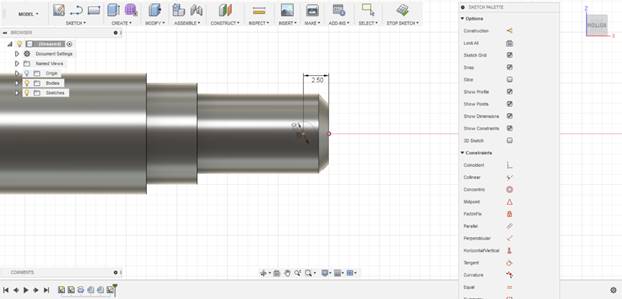 MODEL
SKETCH
CREATE
MODIFY
ASSEMBLE
CONSTRUCT
INSPECT
INSERT
MAKE
ADD-INS
SELECT
STOP SKETCH
BROWSER
(Unsaved)
Document Settings
Named Views
Origin
Bodies
Sketches
2.50
SKETCH PALETTE
Options
Construction
Look At
Sketch Grid
Snap
Slice
Show Profile
Show Points
Show Dimensions
Show Constraints
3D Sketch
Constraints
Coincident
Collinear
Concentric
Midpoint
Fix/UnFix
Parallel
Perpendicular
Horizontal/Vertical
Tangent
Curvature
Equal
Z
X
COMMENTS